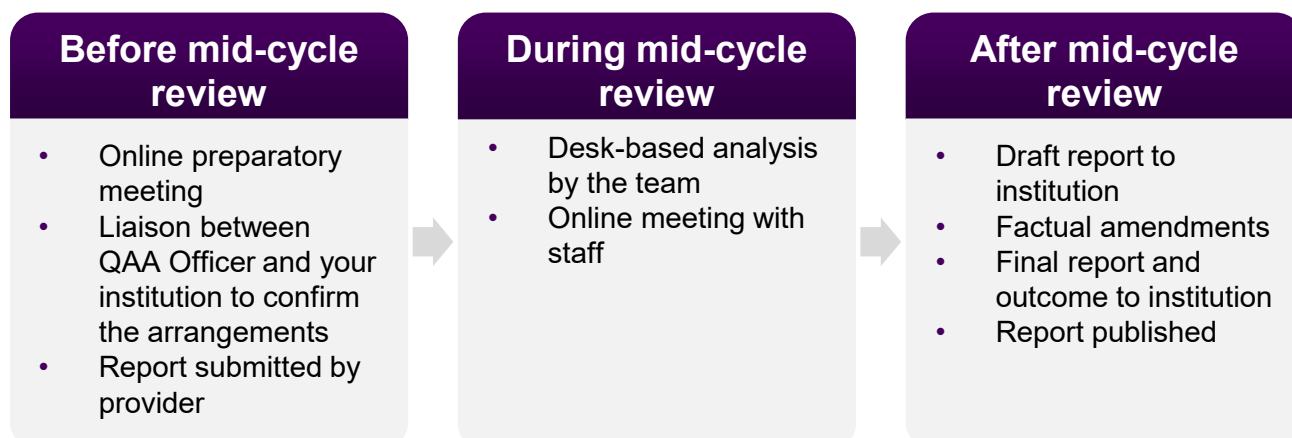 Before mid-cycle
review
• Online preparatory
meeting
• Liaison between
QAA Officer and your
institution to confirm
the arrangements
• Report submitted by
provider
During mid-cycle
review
• Desk-based analysis
by the team
• Online meeting with
staff
After mid-cycle
review
• Draft report to
institution
• Factual amendments
• Final report and
outcome to institution
• Report published